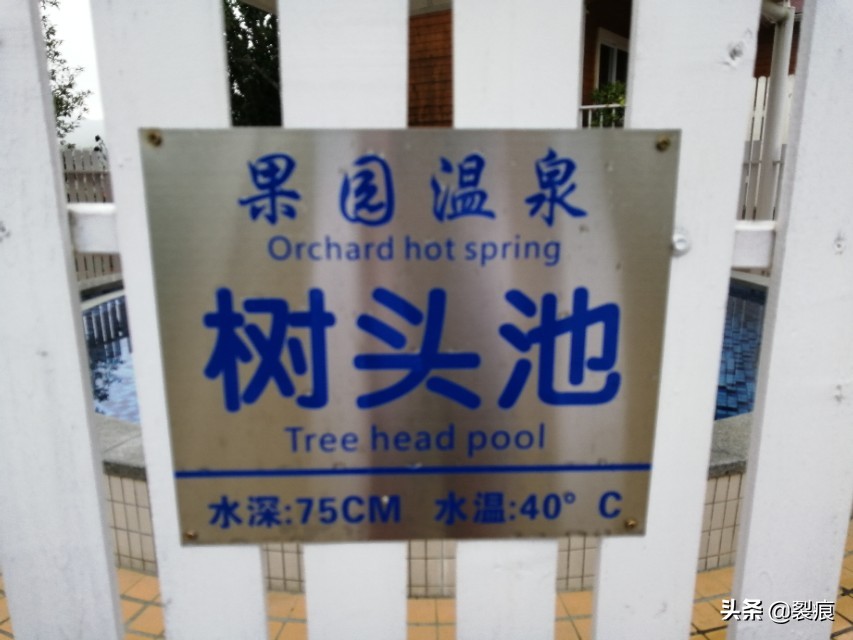 果园温泉
Orchard hot spring
树头池
Tree head pool
水深:75CM 水温:40° C
头条 @裂痕